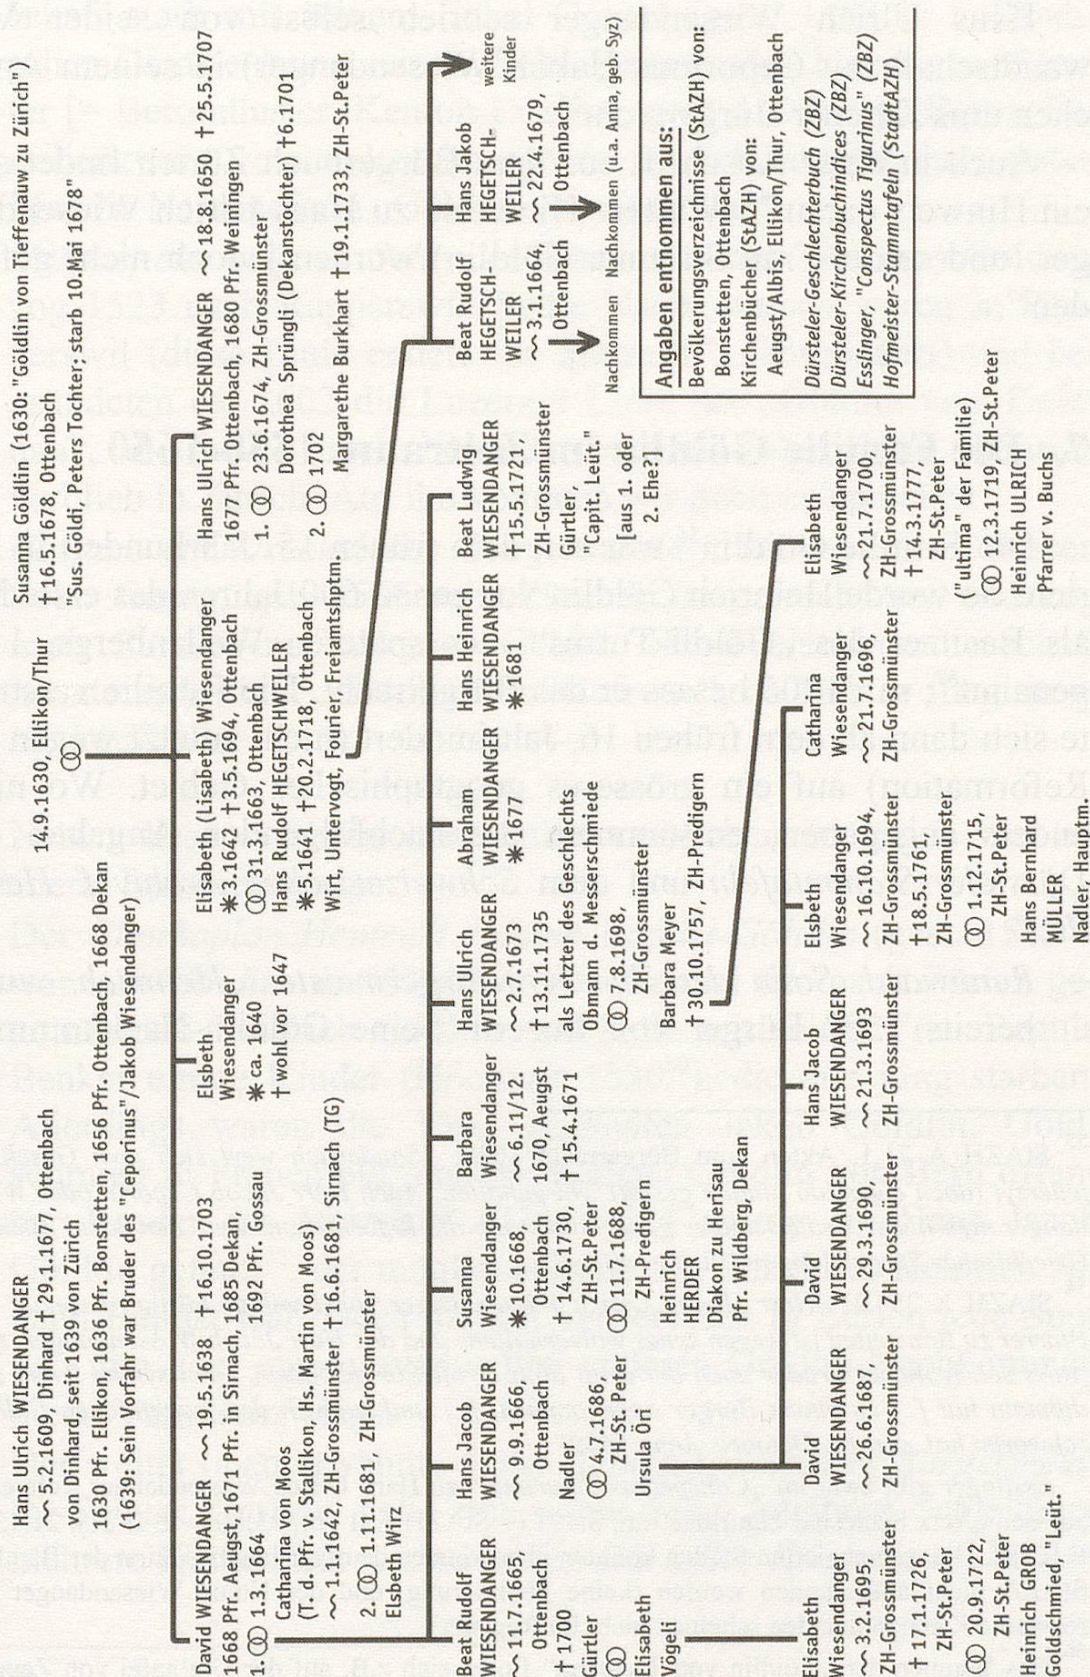 Hans Ulrich WIESENDANGER
~ 5.2.1609, Dinhard † 29.1.1677, Ottenbach
von Dinhard, seit 1639 von Zürich
1630 Pfr. Ellikon 1636 Pfr. Bonstetten, 1656 Pfr. Ottenbach, 1668 Dekan
(1639: Sein Vorfahr war Bruder des "Ceporinus"/Jakob Wiesendanger)
11.9.1630, Ellikon/Thur
Susanna Göldlin (1630: "Göldlin von Tieffenauw zu Zürich")
† 16.5.1678, Ottenbach
"Sus. Göldi, Peters Tochter; starb 10.Mai 1678"
David WIESENDANGER ~ 19.5.1638 † 16.10.1703
1668 Pfr. Aeugst, 1671 Pfr. in Sirnach, 1685 Dekan,
1692 Pfr. Gossau
1. ⚭ 1.3.1664
Catharina von Moos
(T. d. Pfr. Sallikon, Hs. Martin von Moos)
~ 1.11.1642, ZH-Grossmünster † 16.6.1681, Sirnach (TG)
2. ⚭ 1.11.1681, ZH-Grossmünster
Elsbeth Wirz
Elsbeth
Wiesendanger
* ca. 1640
† wohl vor 1647
Elisabeth (Lisabeth) Wiesendanger
* 3.1642 † 3.5.1694, Ottenbach
⚭ 31.3.1663, Ottenbach
Hans Rudolf HEGETSCHWEILER
* 5.1641 † 20.2.1718 Ottenbach
Wirt, Untervogt, Forier Freiamtshptm.
Hans Ulrich WIESENDANGER ~ 18.8.1650 † 25.5.1707
1677 Pfr. Ottenbach, 1680 Pfr. Weiningen
1. ⚭ 23.6.1674, ZH-Grossmünster
Dorothea Sprüngli (Dekanstochter) † 6.1701
2. ⚭ 1702
Margarethe Burkhart † 19.11.1733, ZH-St.Peter
Beat Rudolf
WIESENDANGER
~ 11.7.1665,
Ottenbach
† 1700
Gürtler
⚭
Elisabeth
Vögeli
Hans Jacob
WIESENDANGER
~ 9.9.1666,
Ottenbach
Nadler
⚭ 4.7.1686,
ZH-St. Peter
Ursula Öri
Susanna
Wiesendanger
* 10.1668,
Ottenbach
† 14.6.1730,
ZH-St.Peter
⚭ 11.7.1688,
ZH-Predigern
Heinrich
HERDER
Diakon zu Herisau
Pfr. Wildberg, Dekan
Barbara
Wiesendanger
~ 6.11/12.
1670, Aeugst
† 15.4.1671
Hans Ulrich
WIESENDANGER
~ 2.7.1673
† 13.11.1735
als Letzter des Geschlechts,
Obmann d. Messerschmiede
⚭ 7.8.1698,
ZH-Grossmünster
Barbara Meyer
† 30.10.1757, ZH-Predigern
Abraham
WIESENDANGER
* 1677
Hans Heinrich
WIESENDANGER
* 1681
Beat Ludwig
WIESENDANGER
† 15.5.1721,
ZH-Grossmünster
Gürtler,
"Capit. Leüt."
[aus 1. oder
2. Ehe?]
Beat Rudolf
HEGETSCH-
WEILER
~ 3.3.1664,
Ottenbach
Hans Jakob
HEGETSCH-
WEILER
~ 22.4.1679,
Ottenbach
weitere
Kinder
Nachkommen
Nachkommen (u.a. Anna, geb. Syz)
Elisabeth
Wiesendanger
~ 3.2.1695,
ZH-Grossmünster
† 17.1.1726,
ZH-St.Peter
⚭ 20.9.1722,
ZH-St.Peter
Heinrich GROB
Goldschmied, "Leut."
David
WIESENDANGER
~ 26.6.1687,
ZH-Grossmünster
David
WIESENDANGER
~ 29.3.1690,
ZH-Grossmünster
Hans Jacob
WIESENDANGER
~ 21.3.1693
ZH-Grossmünster
Elsbeth
Wiesendanger
~ 16.10.1694,
ZH-Grossmünster
† 18.5.1761,
ZH-Grossmünster
⚭ 1.12.1715,
ZH-St.Peter
Hans Bernhard
MÜLLER
Nadler, Hauptm.
Catharina
Wiesendanger
~ 21.7.1696
ZH-Grossmünster
Elisabeth
Wiesendanger
~ 21.7.1700,
ZH-Grossmünster
† 14.3.1777,
ZH-St.Peter
("ultima" der Familie)
⚭ 12.3.1719, ZH-St.Peter
Heinrich ULRICH
Pfarrer v. Buchs
Angaben entnommen aus:
Bevölkerungsverzeichnisse (StAZH) von:
Bonstetten, Ottenbach
Kirchenbücher (StAZH) von:
Aeugst/Albis, Ellikon/Thur, Ottenbach
Dürsteler-Geschlechterbch (ZBZ)
Dürsteler-Kirchenbuchindices (ZBZ)
Esslinger, "Conspectus Tigurinus" (ZBZ)
Hofmeister-Stammtafeln (StadtAZH)